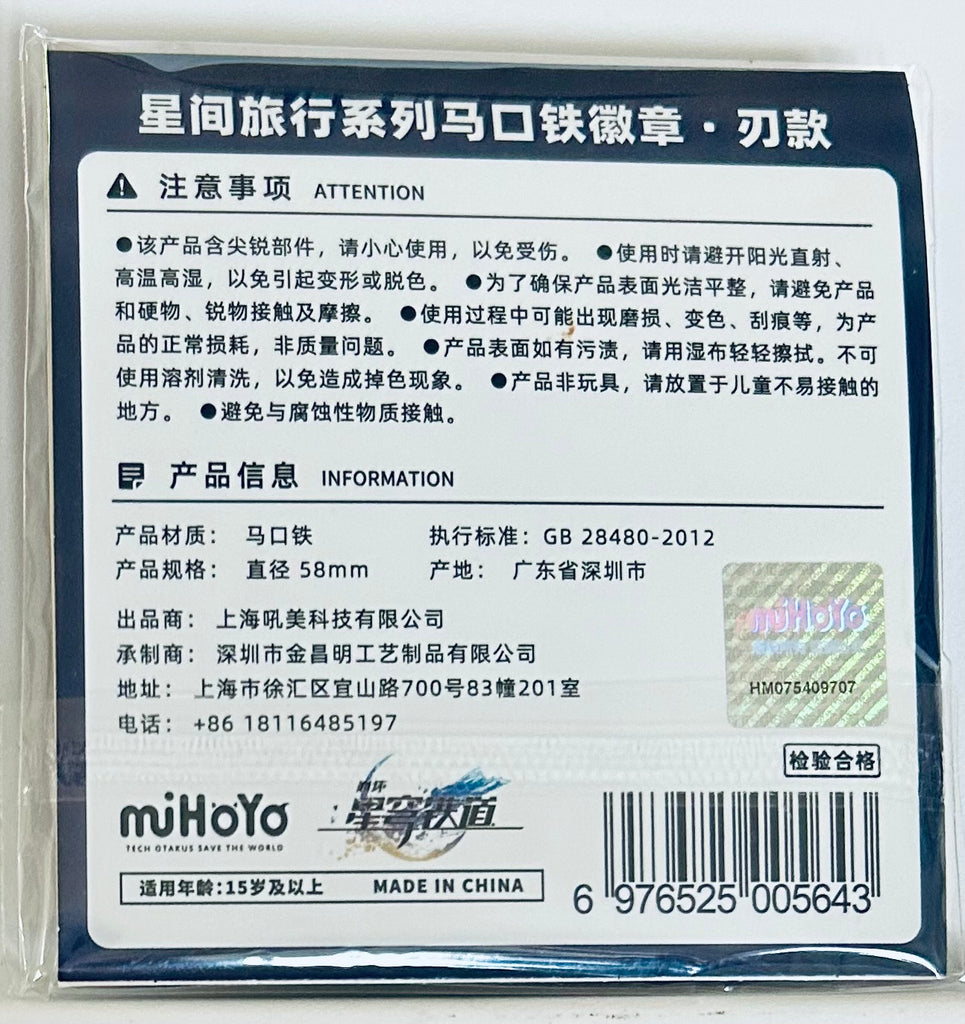 星间旅行系列马口铁徽章·刃款
注意事项 ATTENTION
●该产品含尖锐部件，请小心使用，以免受伤。 ●使用时请避开阳光直射、
高温高湿，以免引起变形或脱色。 ●为了确保产品表面光洁平整，请避免产品
和硬物、锐物接触及摩擦。 ●使用过程中可能出现磨损、变色、刮痕等，为产
品的正常损耗，非质量问题。 ●产品表面如有污渍，请用湿布轻轻擦拭。不可
使用溶剂清洗，以免造成掉色现象。 ●产品非玩具，请放置于儿童不易接触的
地方。 ●避免与腐蚀性物质接触。
产品信息 INFORMATION
产品材质： 马口铁 执行标准：GB 28480-2012
产品规格： 直径 58mm 产地： 广东省深圳市
出品商： 上海吼美科技有限公司
承制商： 深圳市金昌明工艺制品有限公司
地址： 上海市徐汇区宜山路700号83幢201室
电话： +86 18116485197
miHoYo
HM075409707
检验合格
miHoYo
TECH OTAKUS SAVE THE WORLD
崩坏
星穹铁道
适用年龄:15岁及以上 MADE IN CHINA
6 976525 005643